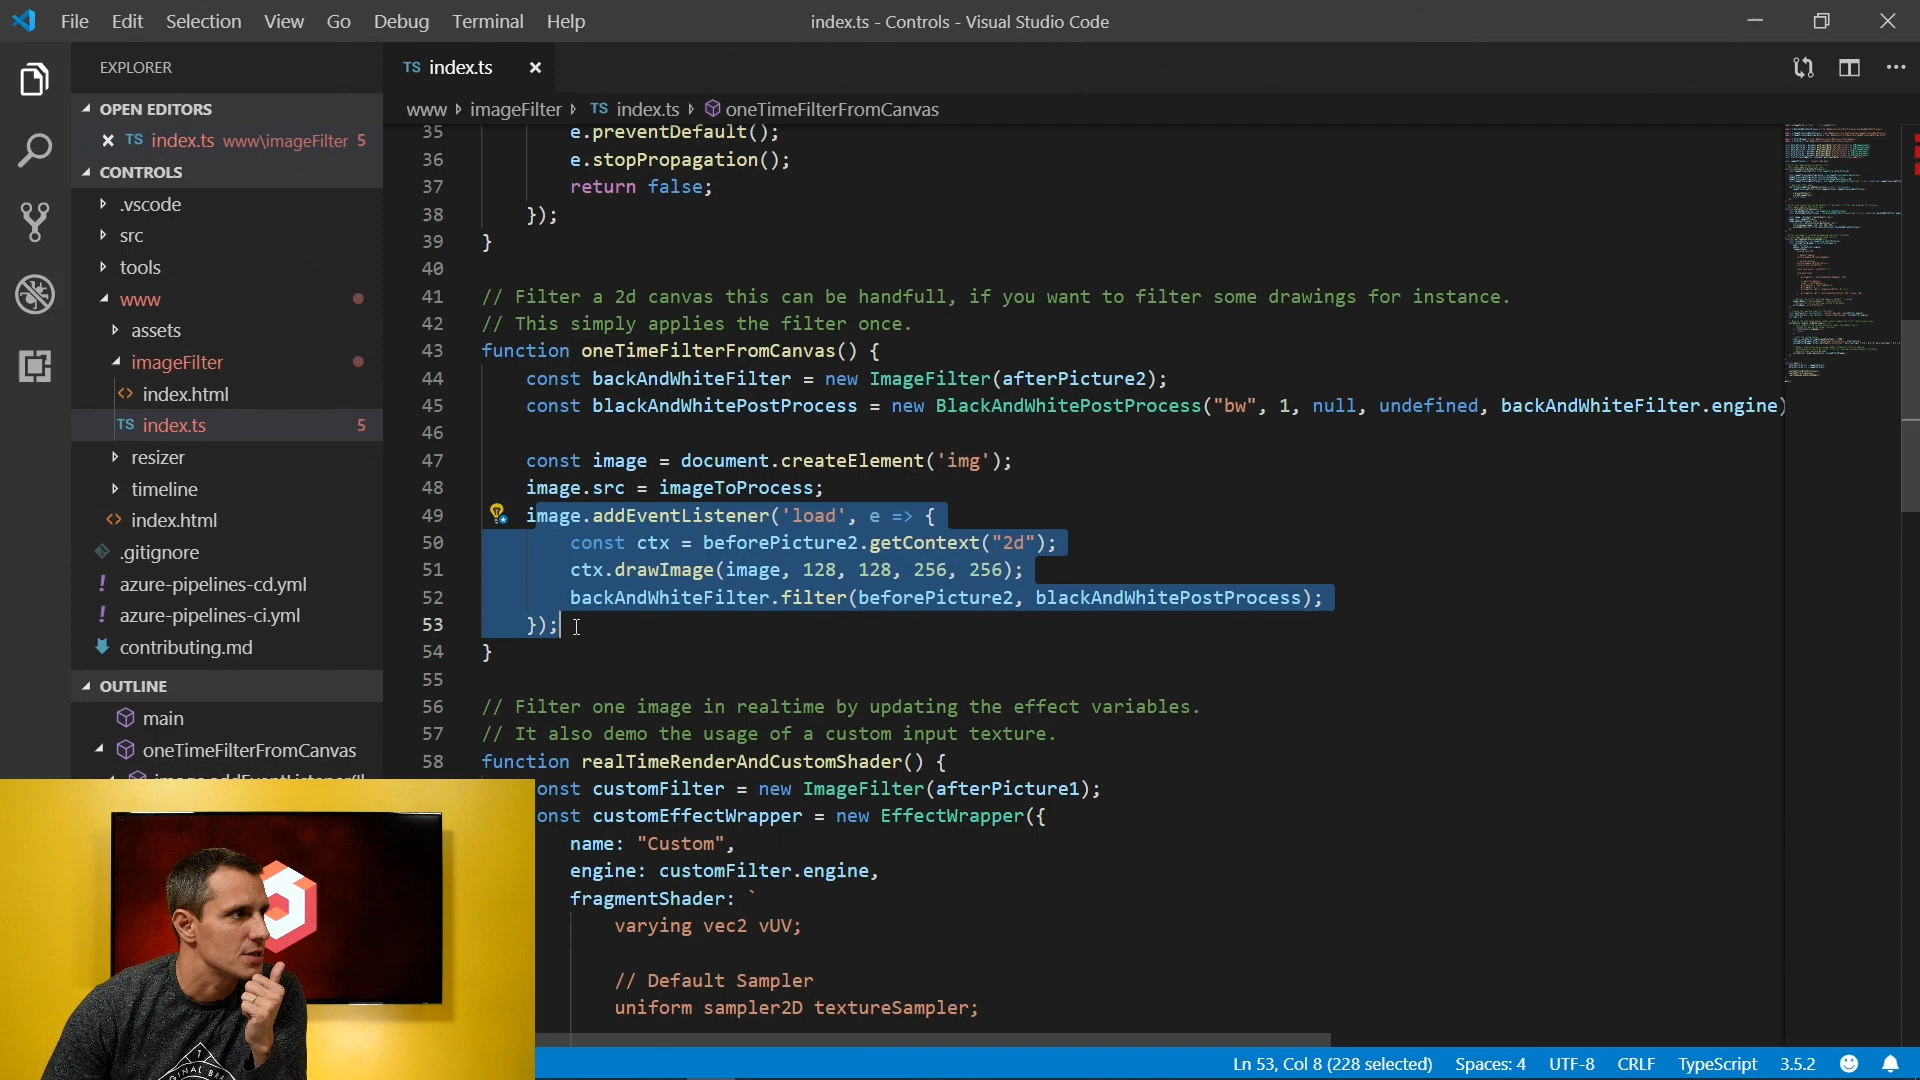 File Edit Selection View Go Debug Terminal Help
index.ts - Controls - Visual Studio Code
EXPLORER
OPEN EDITORS
TS index.ts www\imageFilter 5
CONTROLS
.vscode
src
tools
www
assets
imageFilter
<> index.html
TS index.ts 5
resizer
timeline
<> index.html
.gitignore
! azure-pipelines-cd.yml
! azure-pipelines-ci.yml
contributing.md
OUTLINE
main
oneTimeFilterFromCanvas
TS index.ts
www imageFilter TS index.ts oneTimeFilterFromCanvas
35 e.preventDefault();
36 e.stopPropagation();
37 return false;
38 });
39 }
40
41 // Filter a 2d canvas this can be handfull, if you want to filter some drawings for instance.
42 // This simply applies the filter once.
43 function oneTimeFilterFromCanvas() {
44 const backAndWhiteFilter = new ImageFilter(afterPicture2);
45 const blackAndWhitePostProcess = new BlackAndWhitePostProcess("bw", 1, null, undefined, backAndWhiteFilter.engine)
46
47 const image = document.createElement('img');
48 image.src = imageToProcess;
49 image.addEventListener('load', e => {
50 const ctx = beforePicture2.getContext("2d");
51 ctx.drawImage(image, 128, 128, 256, 256);
52 backAndWhiteFilter.filter(beforePicture2, blackAndWhitePostProcess);
53 });
54 }
55
56 // Filter one image in realtime by updating the effect variables.
57 // It also demo the usage of a custom input texture.
58 function realTimeRenderAndCustomShader() {
onst customFilter = new ImageFilter(afterPicture1);
onst customEffectWrapper = new EffectWrapper({
name: "Custom",
engine: customFilter.engine,
fragmentShader: `
varying vec2 vUV;
// Default Sampler
uniform sampler2D textureSampler;
Ln 53, Col 8 (228 selected) Spaces: 4 UTF-8 CRLF TypeScript 3.5.2